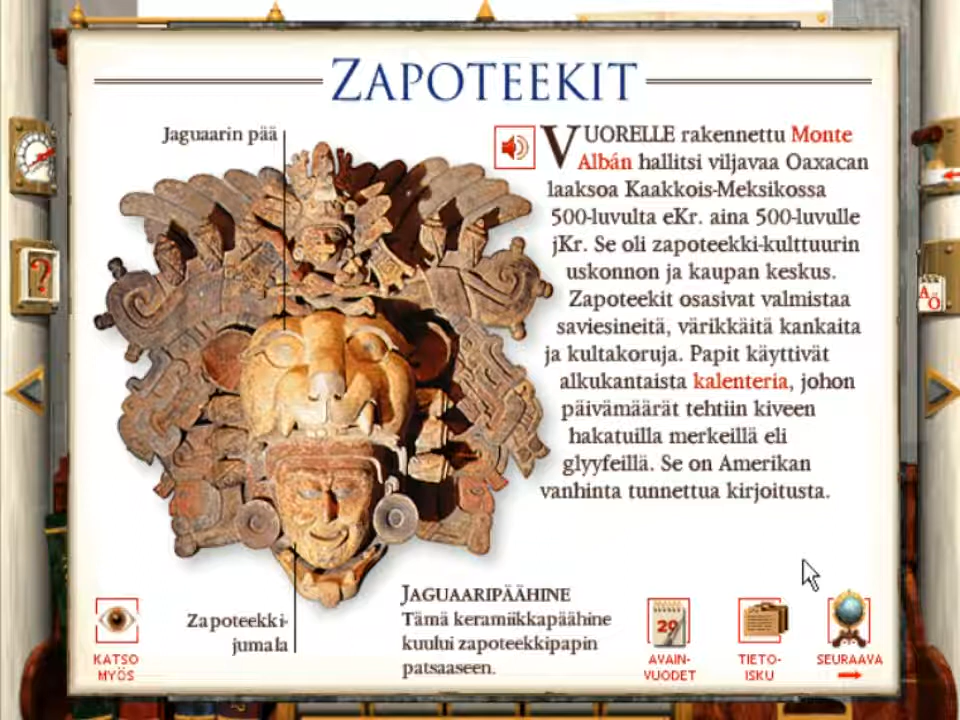 ZAPOTEEKIT
Jaguaarin pää
VUORELLE rakennettu Monte
Albán hallitsi viljavaa Oaxacan
laaksoa Kaakkois-Meksikossa
500-luvulta eKr. aina 500-luvulle
jKr. Se oli zapoteekki-kulttuurin
uskonnon ja kaupan keskus.
Zapoteekit osasivat valmistaa
saviesineitä, värikkäitä kankaita
ja kultakoruja. Papit käyttivät
alkukantaista kalenteria, johon
päivämäärät tehtiin kiveen
hakatuilla merkeillä eli
glyyfeillä. Se on Amerikan
vanhinta tunnettua kirjoitusta.
Zapoteekki-
jumala
JAGUAARIPÄÄHINE
Tämä keramiikkapäähine
kuului zapoteekkipapin
patsaaseen.
KATSO
MYÖS
29
AVAIN-
VUODET
TIETO-
ISKU
SEURAAVA
?
A
Ö